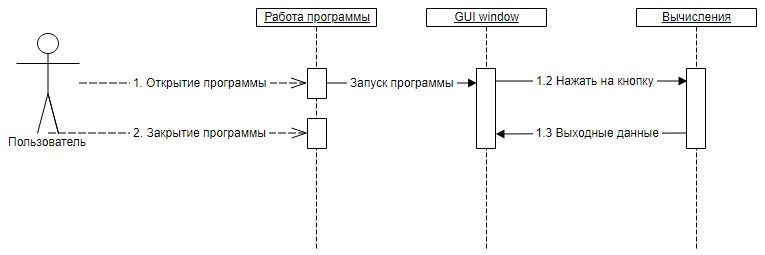 Работа программы
GUI window
Вычисления
1. Открытие программы
Запуск программы
1.2 Нажать на кнопку
2. Закрытие программы
1.3 Выходные данные
Пользователь